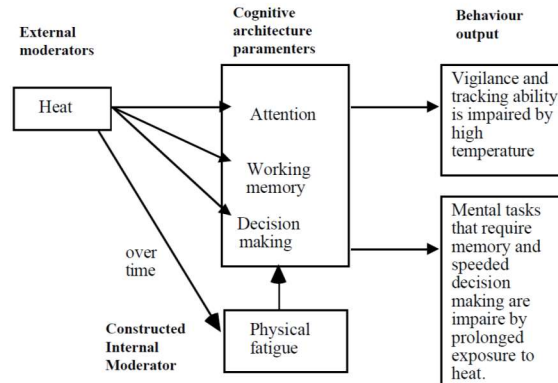 External
moderators
Cognitive
architecture
paramenters
Behaviour
output
Heat
Attention
Working
memory
Decision
making
Vigilance and
tracking ability
is impaired by
high
temperature
Mental tasks
that require
memory and
speeded
decision
making are
impaire by
prolonged
exposure to
heat.
over
time
Constructed
Internal
Moderator
Physical
fatigue